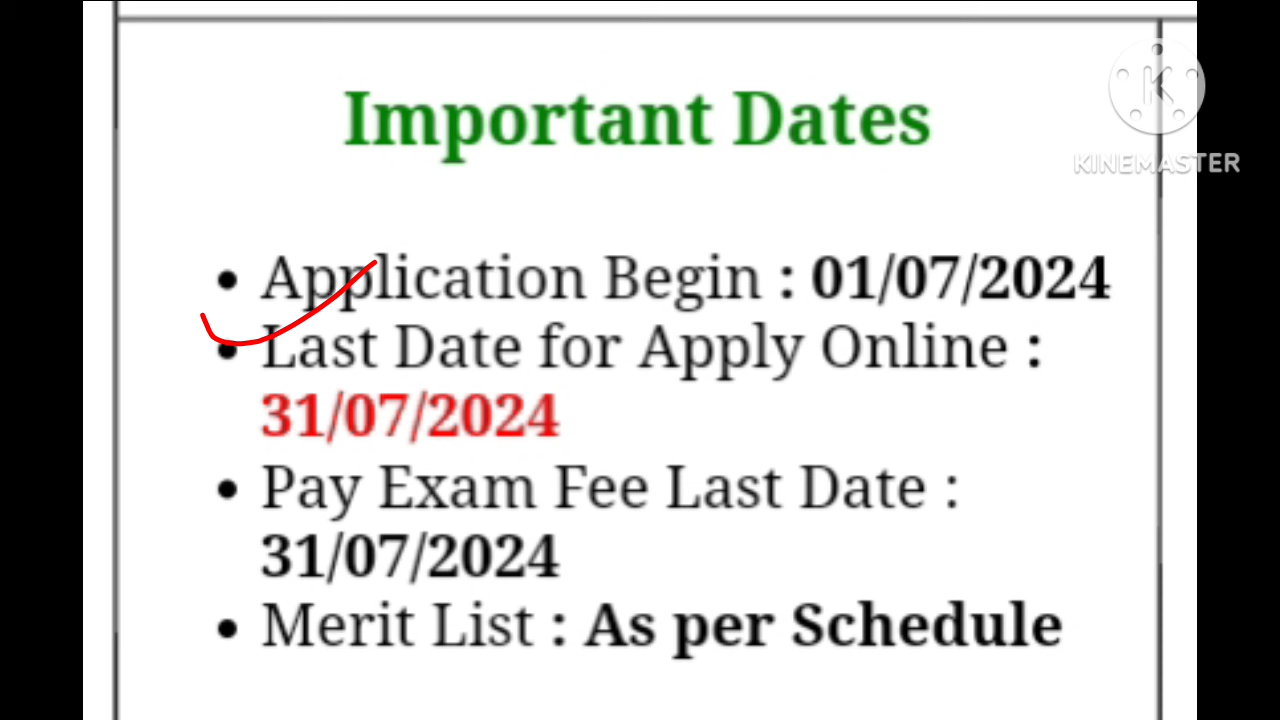 Important Dates
K
KINEMASTER
• Application Begin : 01/07/2024
• Last Date for Apply Online :
31/07/2024
• Pay Exam Fee Last Date :
31/07/2024
• Merit List : As per Schedule